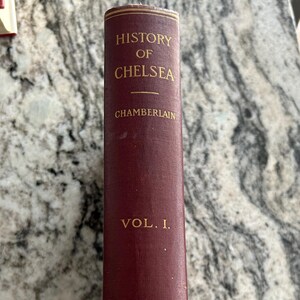 HISTORY
OF
CHELSEA
CHAMBERLAIN
VOL. I.